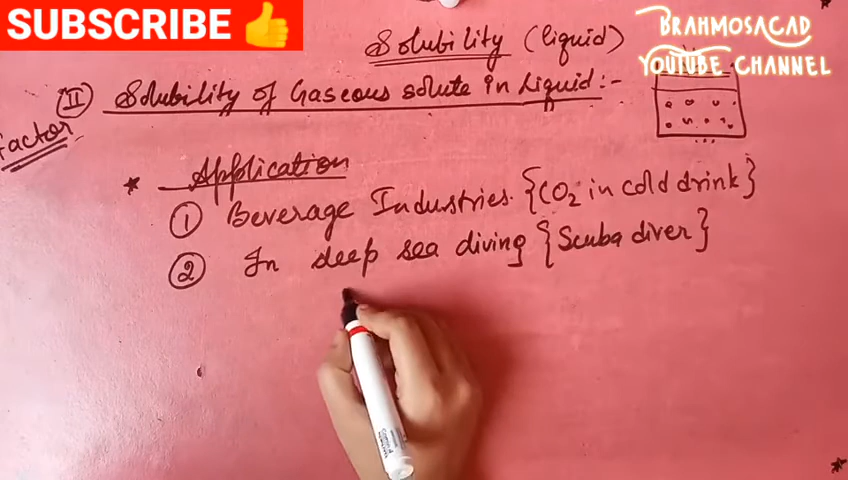 SUBSCRIBE
Solubility (liquid)
BRAHMOSACAD
YOUTUBE CHANNEL
II Solubility of Gaseous solute in Liquid:-
Factor
Application
1 Beverage Industries. {CO₂ in cold drink}
2 In deep sea diving {Scuba diver}